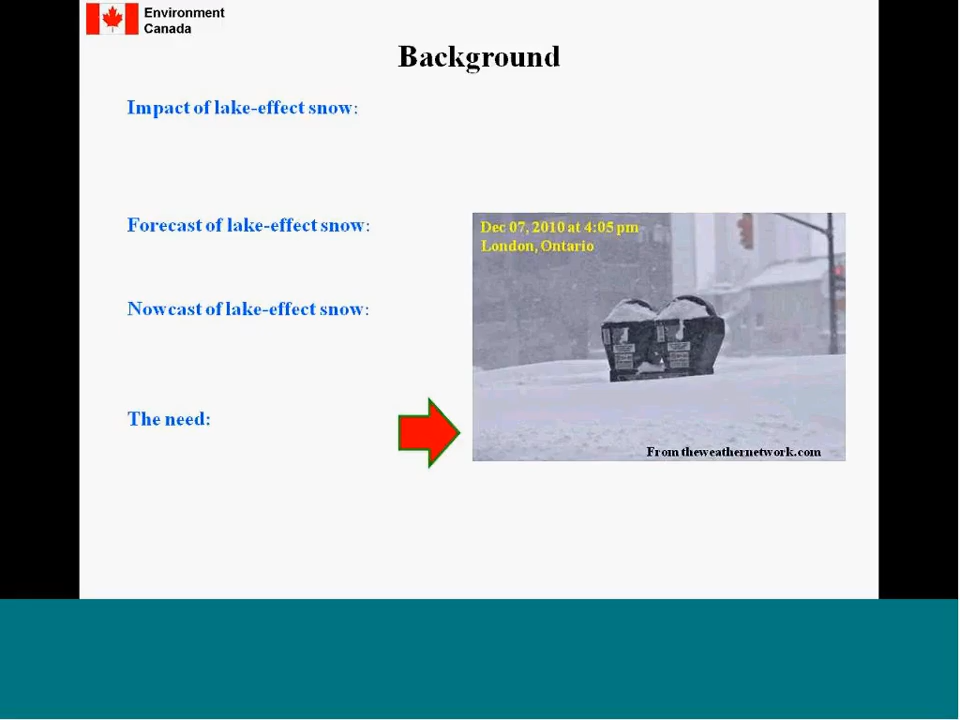 Environment
Canada
Background
Impact of lake-effect snow:
Forecast of lake-effect snow:
Dec 07, 2010 at 4:05 pm
London, Ontario
Nowcast of lake-effect snow:
The need:
From theweathernetwork.com